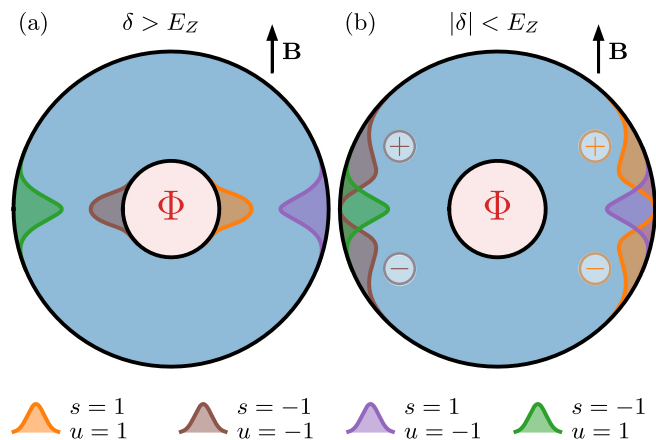 (a) δ > E_Z
B
Φ
(b) |δ| < E_Z
B
+ +
Φ
− −
s = 1
u = 1
s = −1
u = −1
s = 1
u = −1
s = −1
u = 1